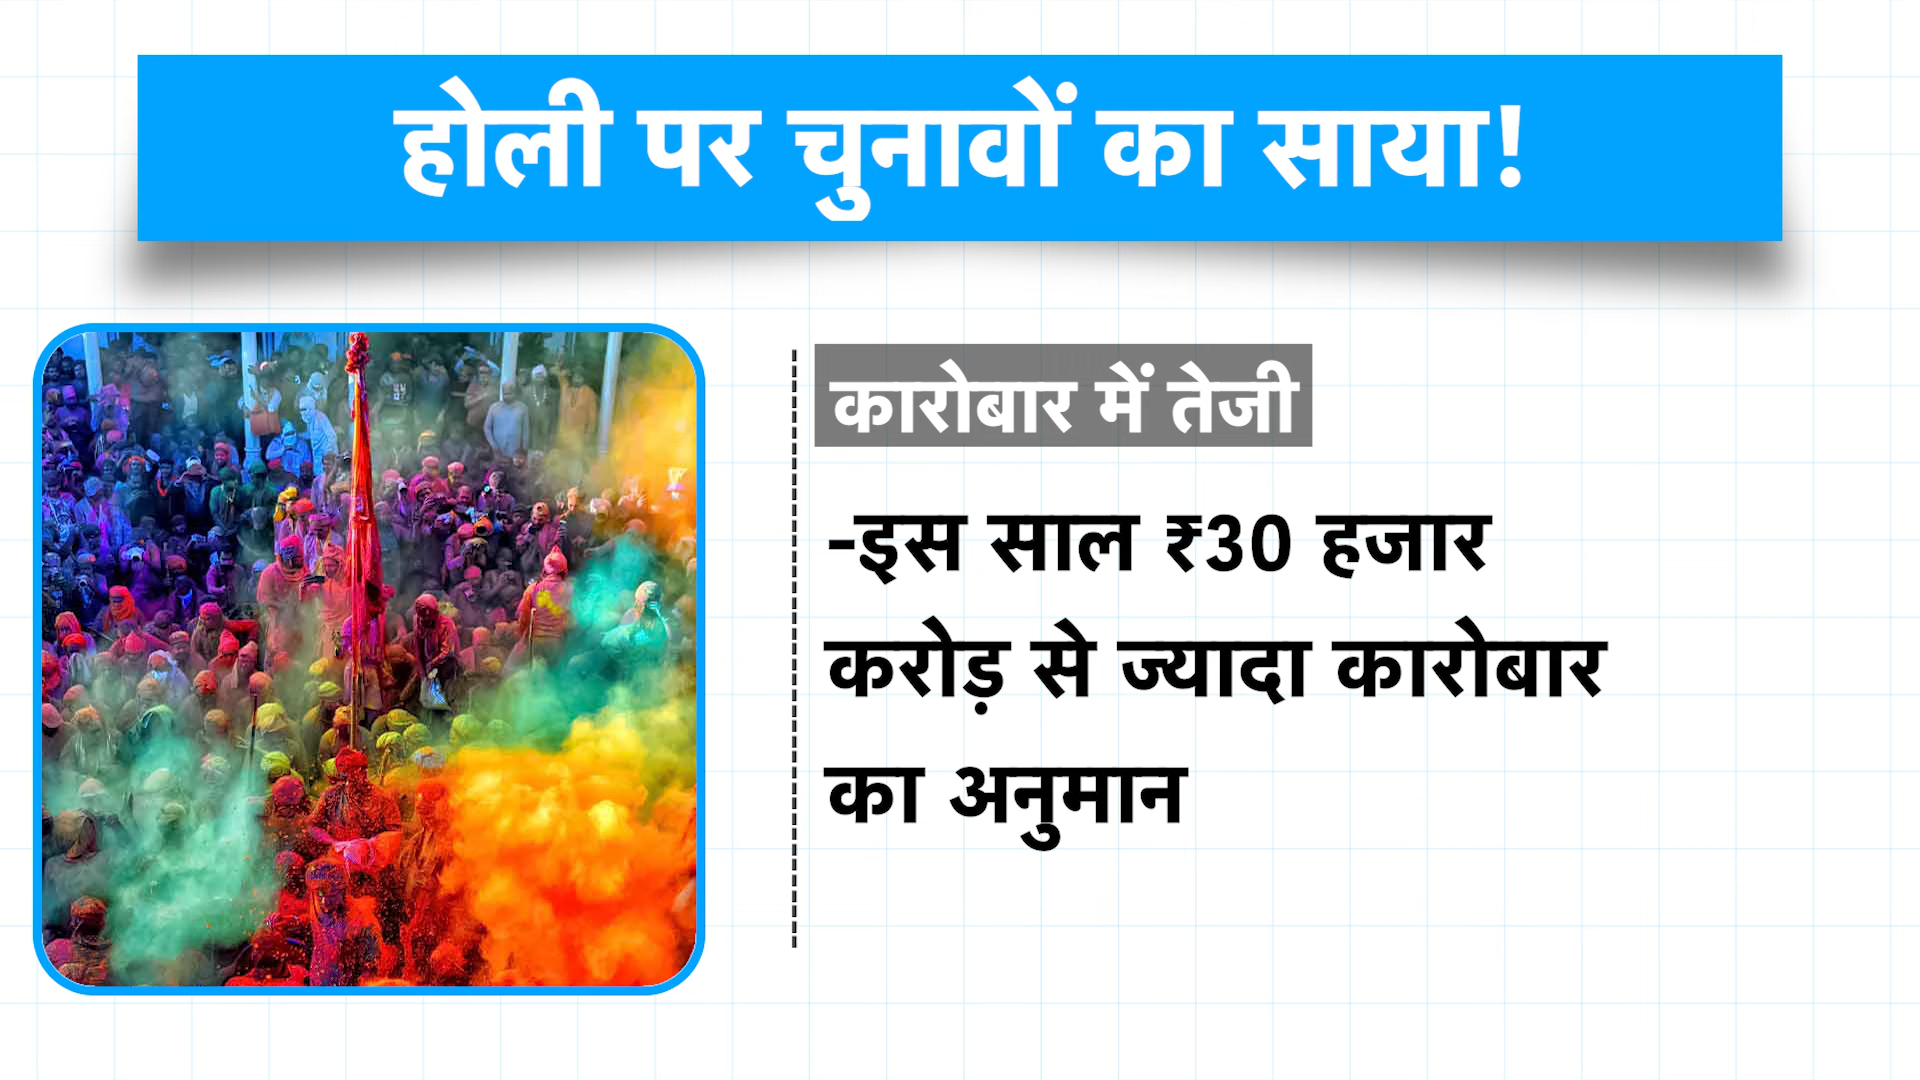 होली पर चुनावों का साया!
कारोबार में तेजी
-इस साल ₹30 हजार
करोड़ से ज्यादा कारोबार
का अनुमान